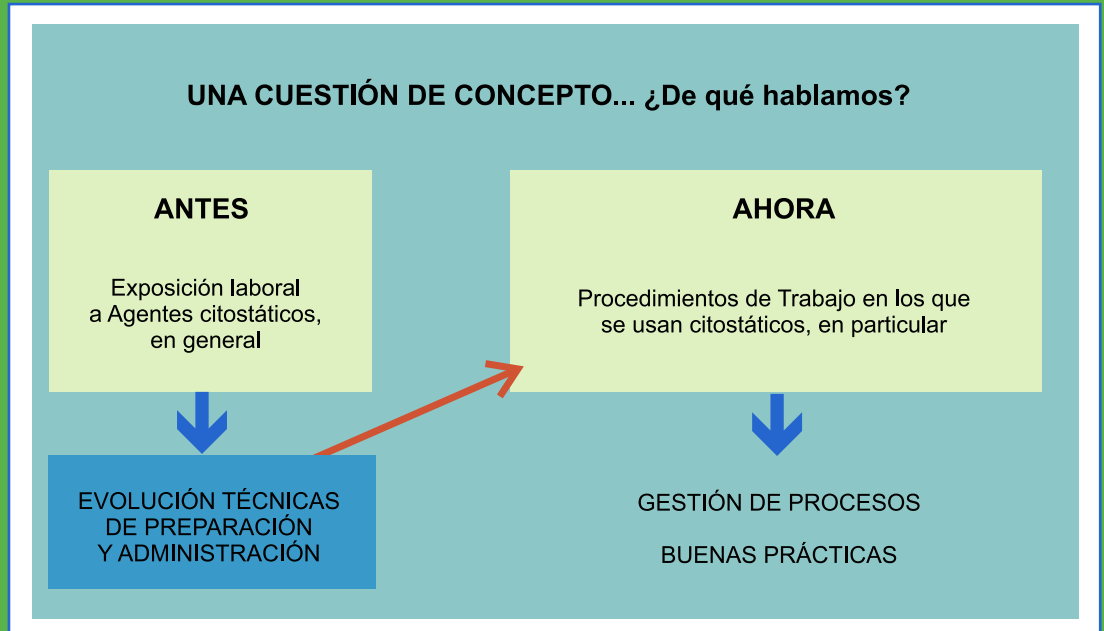 UNA CUESTIÓN DE CONCEPTO... ¿De qué hablamos?
ANTES
Exposición laboral
a Agentes citostáticos,
en general
EVOLUCIÓN TÉCNICAS
DE PREPARACIÓN
Y ADMINISTRACIÓN
AHORA
Procedimientos de Trabajo en los que
se usan citostáticos, en particular
GESTIÓN DE PROCESOS
BUENAS PRÁCTICAS